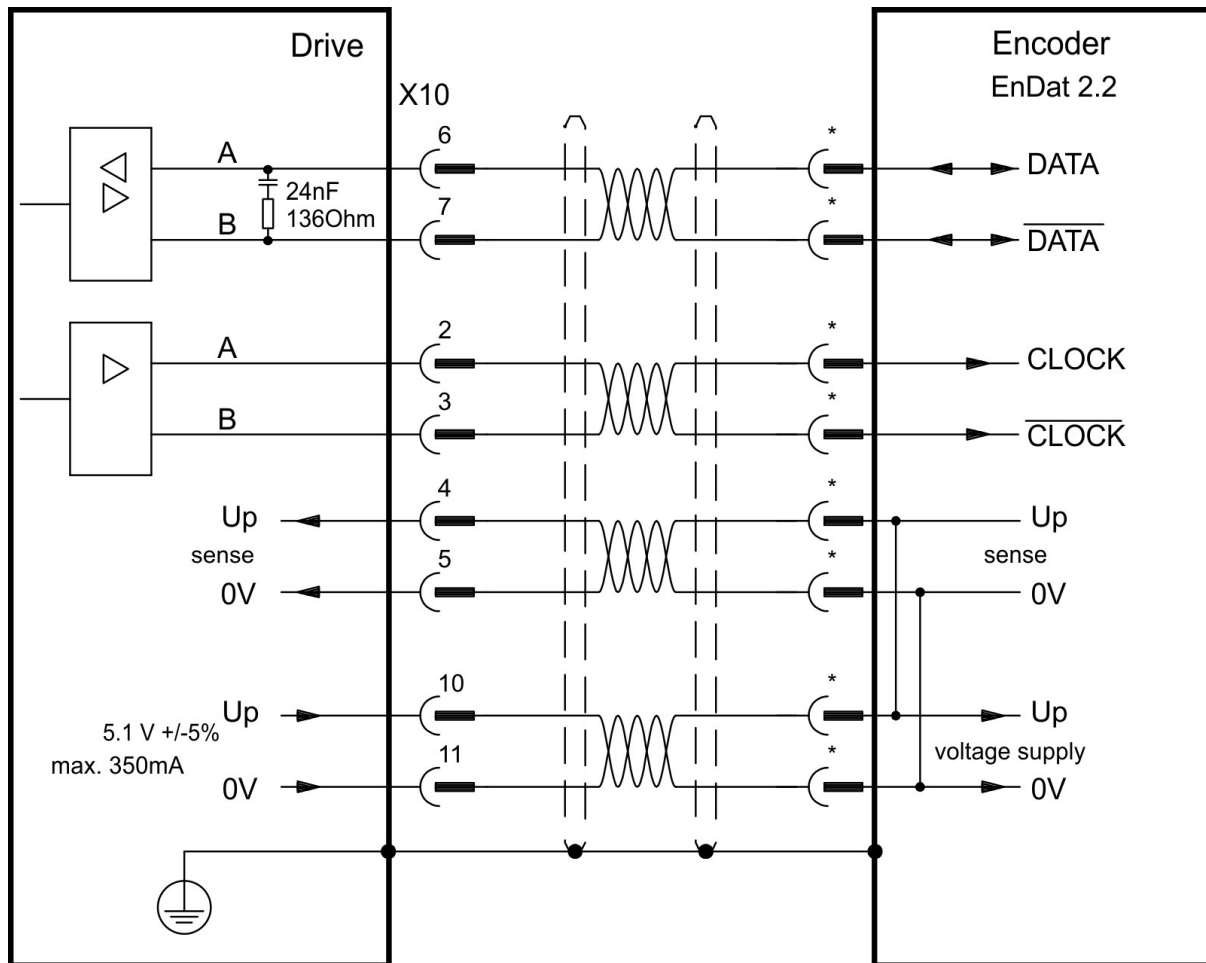 Drive
Encoder
EnDat 2.2
X10
A
6
*
DATA
24nF
136Ohm
B
7
*
DATA
A
2
*
CLOCK
B
3
*
CLOCK
Up
4
*
Up
sense
sense
0V
5
*
0V
Up
10
*
Up
5.1 V +/-5%
max. 350mA
voltage supply
0V
11
*
0V